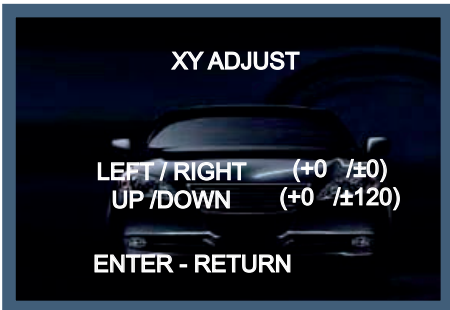 XY ADJUST
LEFT / RIGHT (+0 /±0)
UP /DOWN (+0 /±120)
ENTER - RETURN